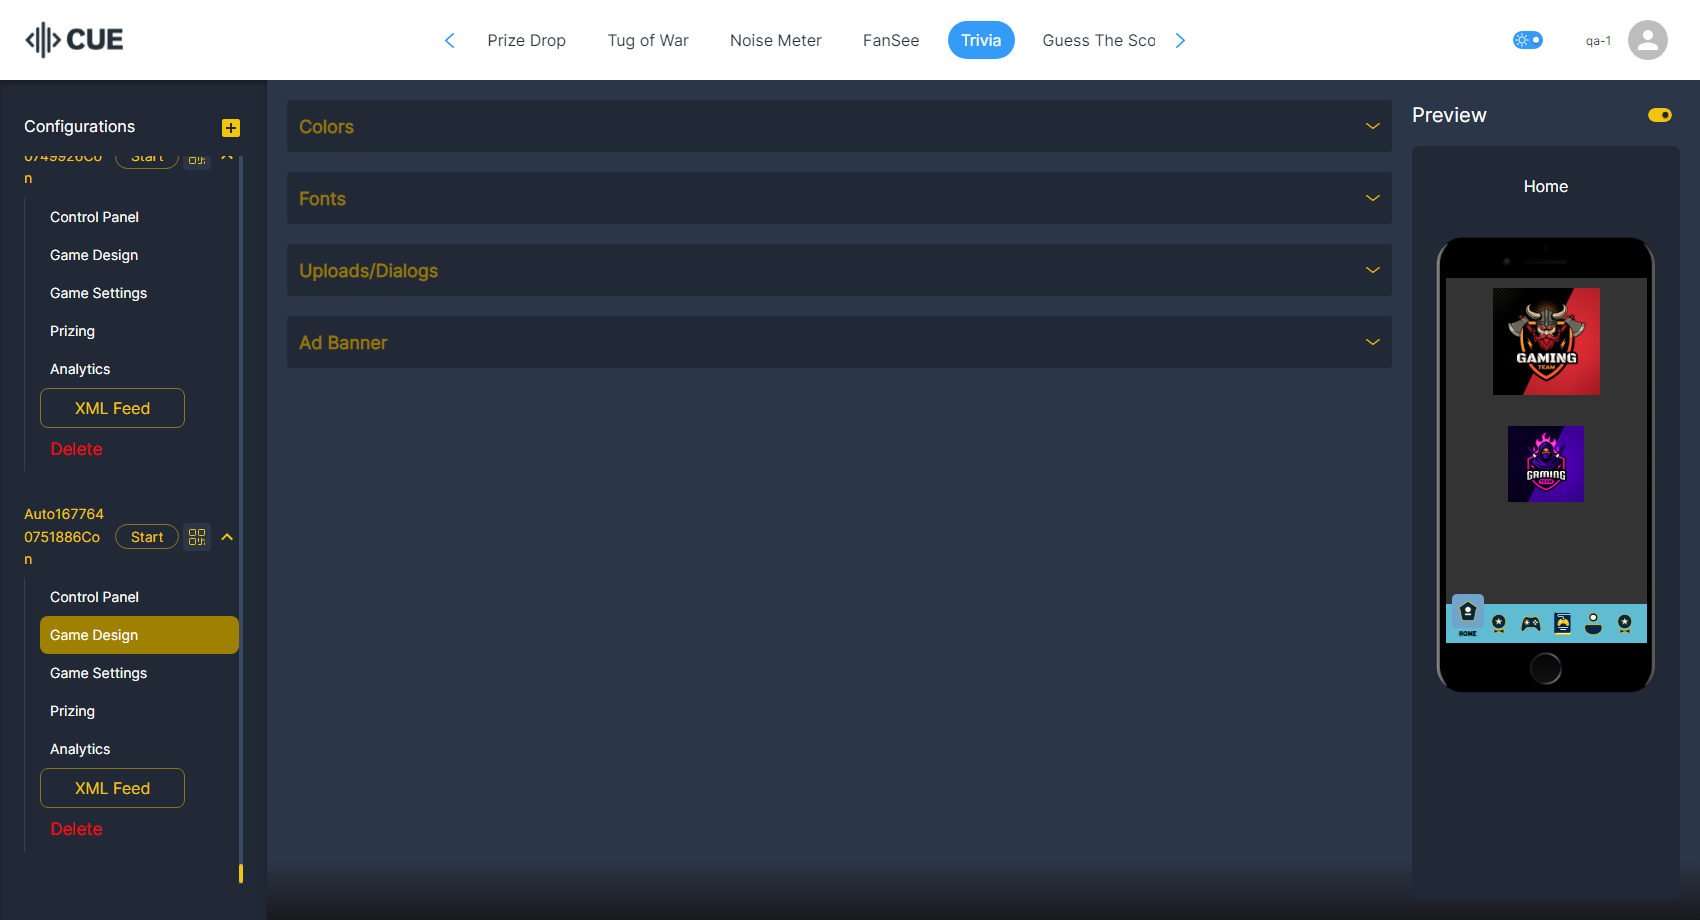 CUE
Prize Drop
Tug of War
Noise Meter
FanSee
Trivia
Guess The Sco
qa-1
Configurations
0749926Co
n
Start
Control Panel
Game Design
Game Settings
Prizing
Analytics
XML Feed
Delete
Auto167764
0751886Co
n
Start
Control Panel
Game Design
Game Settings
Prizing
Analytics
XML Feed
Delete
Colors
Fonts
Uploads/Dialogs
Ad Banner
Preview
Home
GAMING
TEAM
GAMING
TEAM
HOME